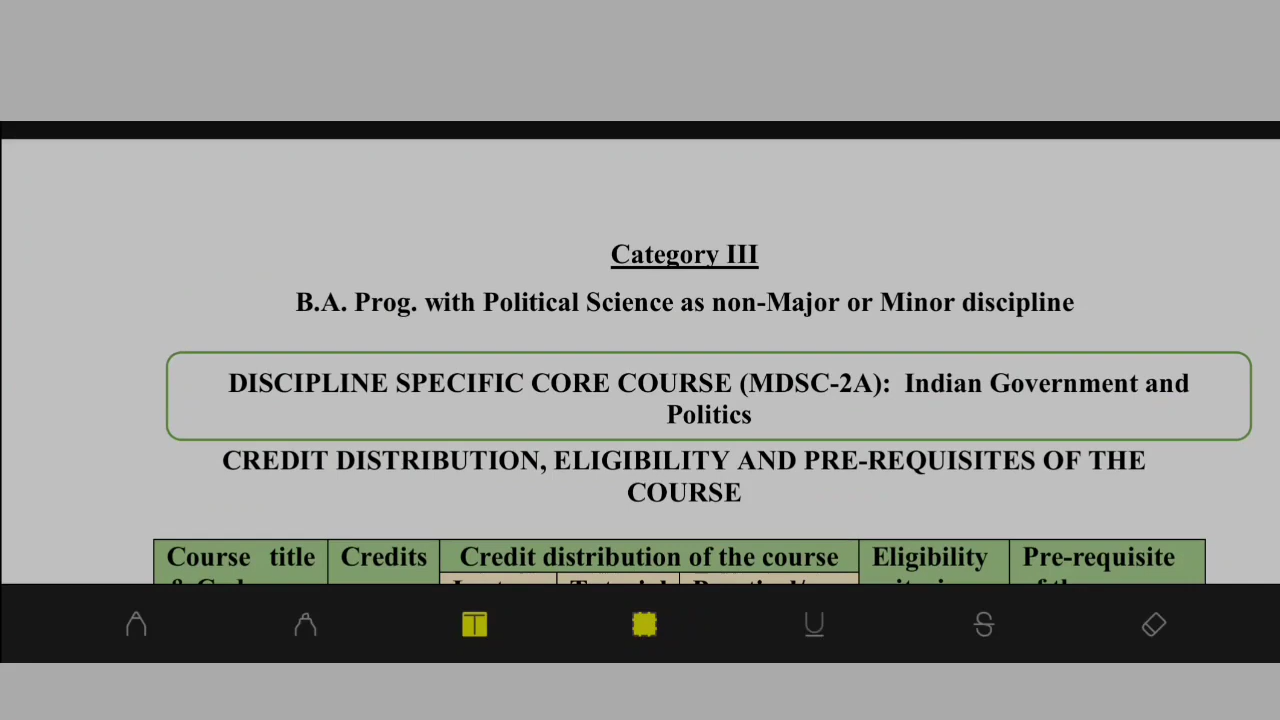 Category III
B.A. Prog. with Political Science as non-Major or Minor discipline
DISCIPLINE SPECIFIC CORE COURSE (MDSC-2A): Indian Government and
Politics
CREDIT DISTRIBUTION, ELIGIBILITY AND PRE-REQUISITES OF THE
COURSE
Course title Credits Credit distribution of the course Eligibility Pre-requisite